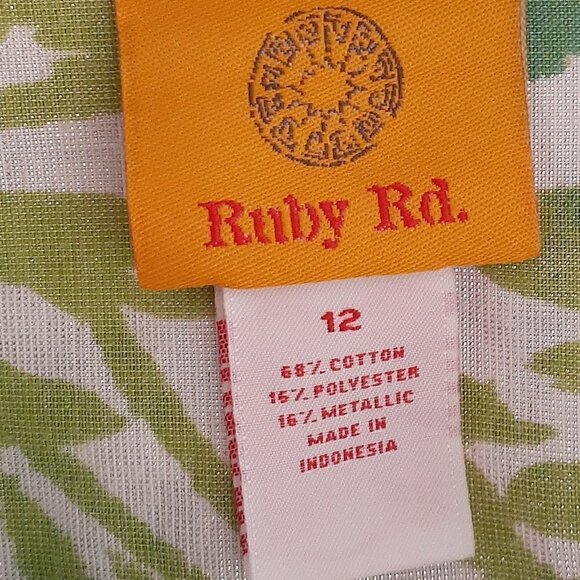 Ruby Rd.
12
68% COTTON
16% POLYESTER
16% METALLIC
MADE IN
INDONESIA